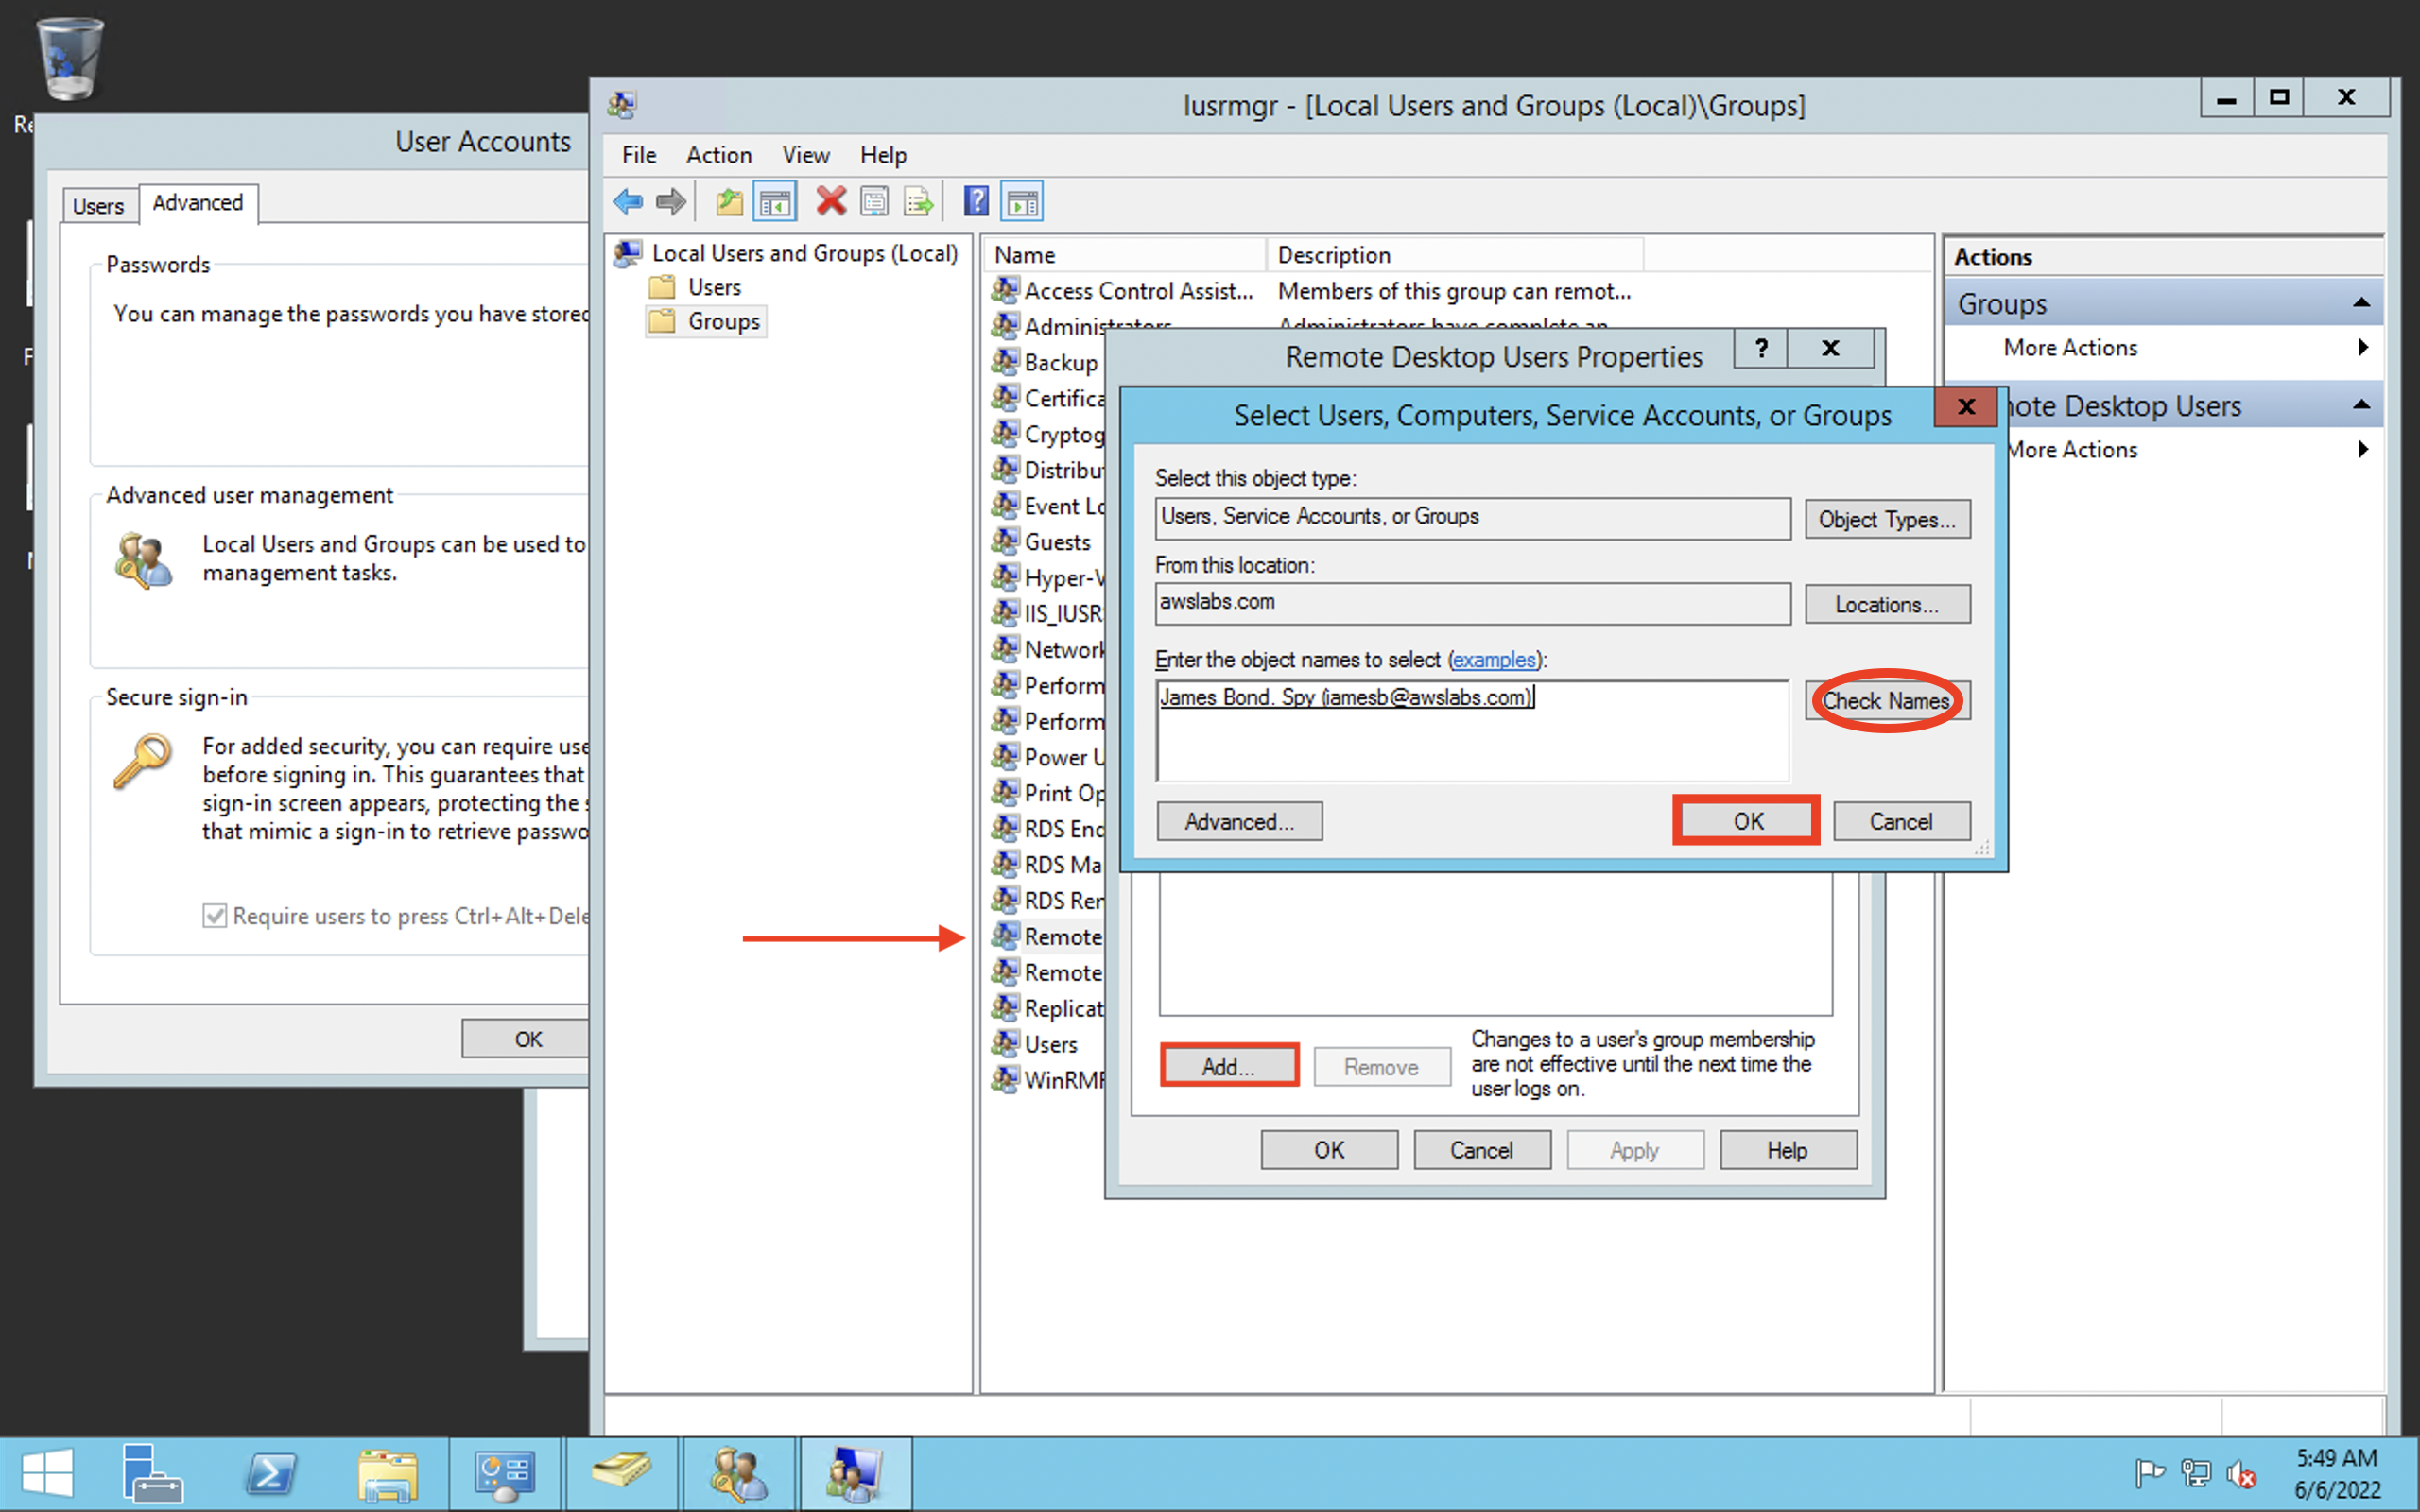 Re
User Accounts
Users
Advanced
Passwords
You can manage the passwords you have stored
Advanced user management
Local Users and Groups can be used to
management tasks.
Secure sign-in
For added security, you can require use
before signing in. This guarantees that
sign-in screen appears, protecting the s
that mimic a sign-in to retrieve passwo
Require users to press Ctrl+Alt+Dele
OK
lusrmgr - [Local Users and Groups (Local)\Groups]
File Action View Help
Local Users and Groups (Local)
Users
Groups
Name Description
Access Control Assist... Members of this group can remot...
Administrators Administrators have complete an
Backup
Certifica
Cryptog
Distribut
Event Lo
Guests
Hyper-V
IIS_IUSR
Network
Perform
Perform
Power U
Print Op
RDS End
RDS Ma
RDS Rem
Remote
Remote
Replicat
Users
WinRMR
Actions
Groups
More Actions
mote Desktop Users
More Actions
Remote Desktop Users Properties
?
X
Select Users, Computers, Service Accounts, or Groups
X
Select this object type:
Users, Service Accounts, or Groups
Object Types...
From this location:
awslabs.com
Locations...
Enter the object names to select (examples):
James Bond. Spy (jamesb@awslabs.com)
Check Names
Advanced...
OK
Cancel
Add...
Remove
Changes to a user's group membership
are not effective until the next time the
user logs on.
OK
Cancel
Apply
Help
5:49 AM
6/6/2022